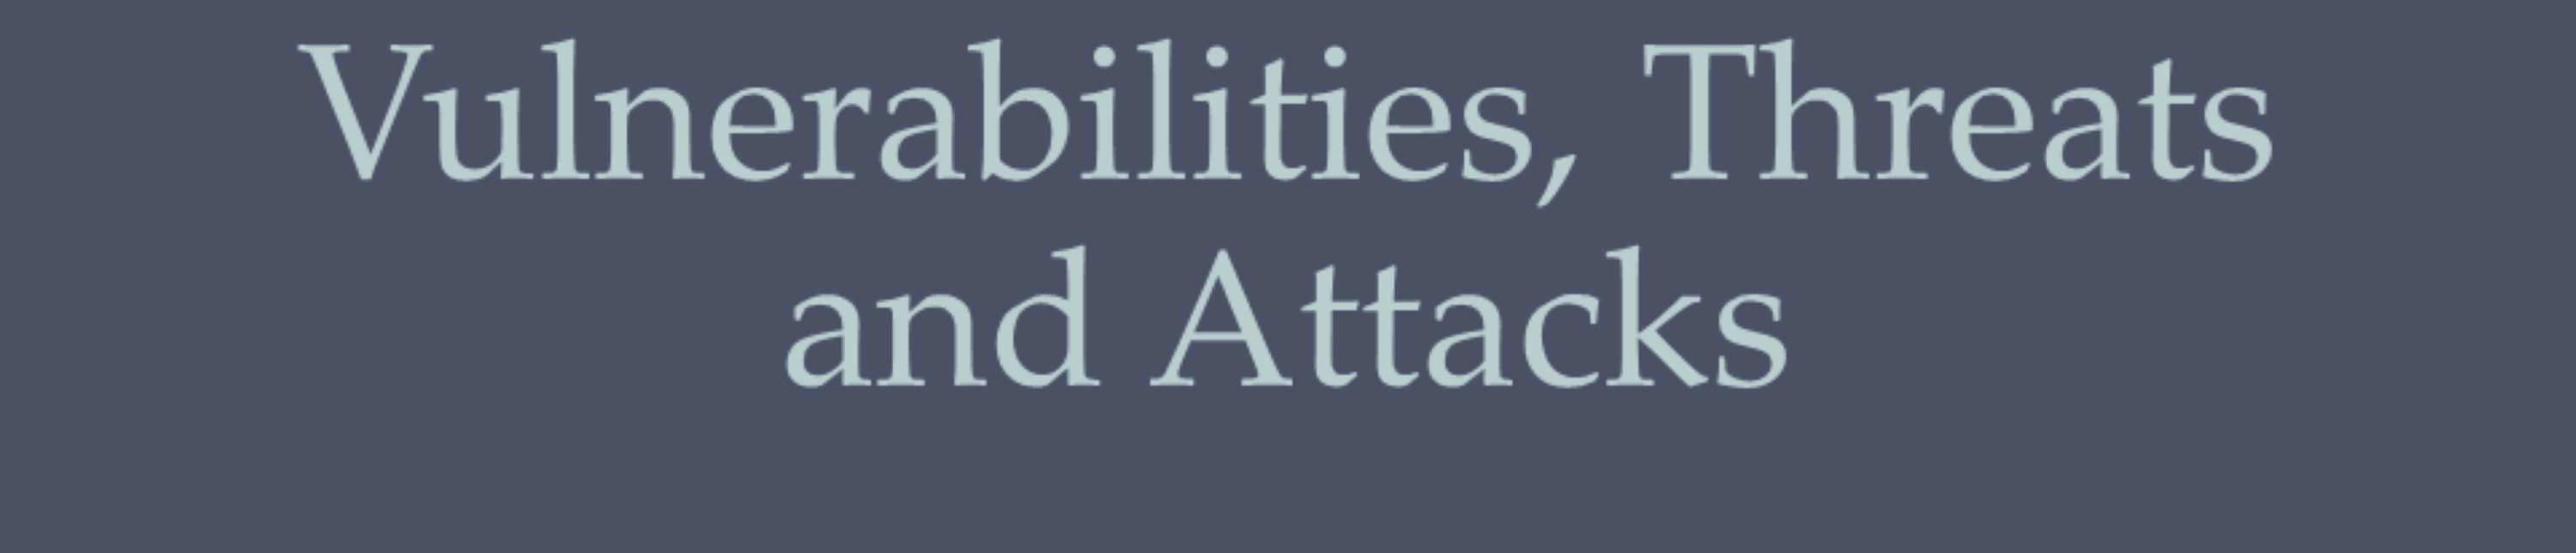 Vulnerabilities, Threats
and Attacks